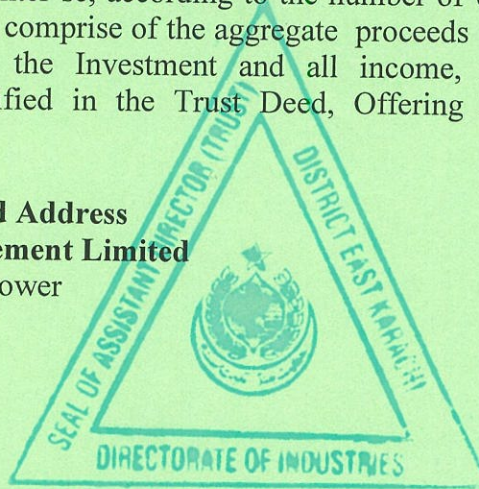 comprise of the aggregate proceeds
the Investment and all income,
ified in the Trust Deed, Offering
d Address
ement Limited
ower
SEAL OF ASSISTANT DIRECTOR (TRUST)
DISTRICT EAST KARACHI
DIRECTORATE OF INDUSTRIES